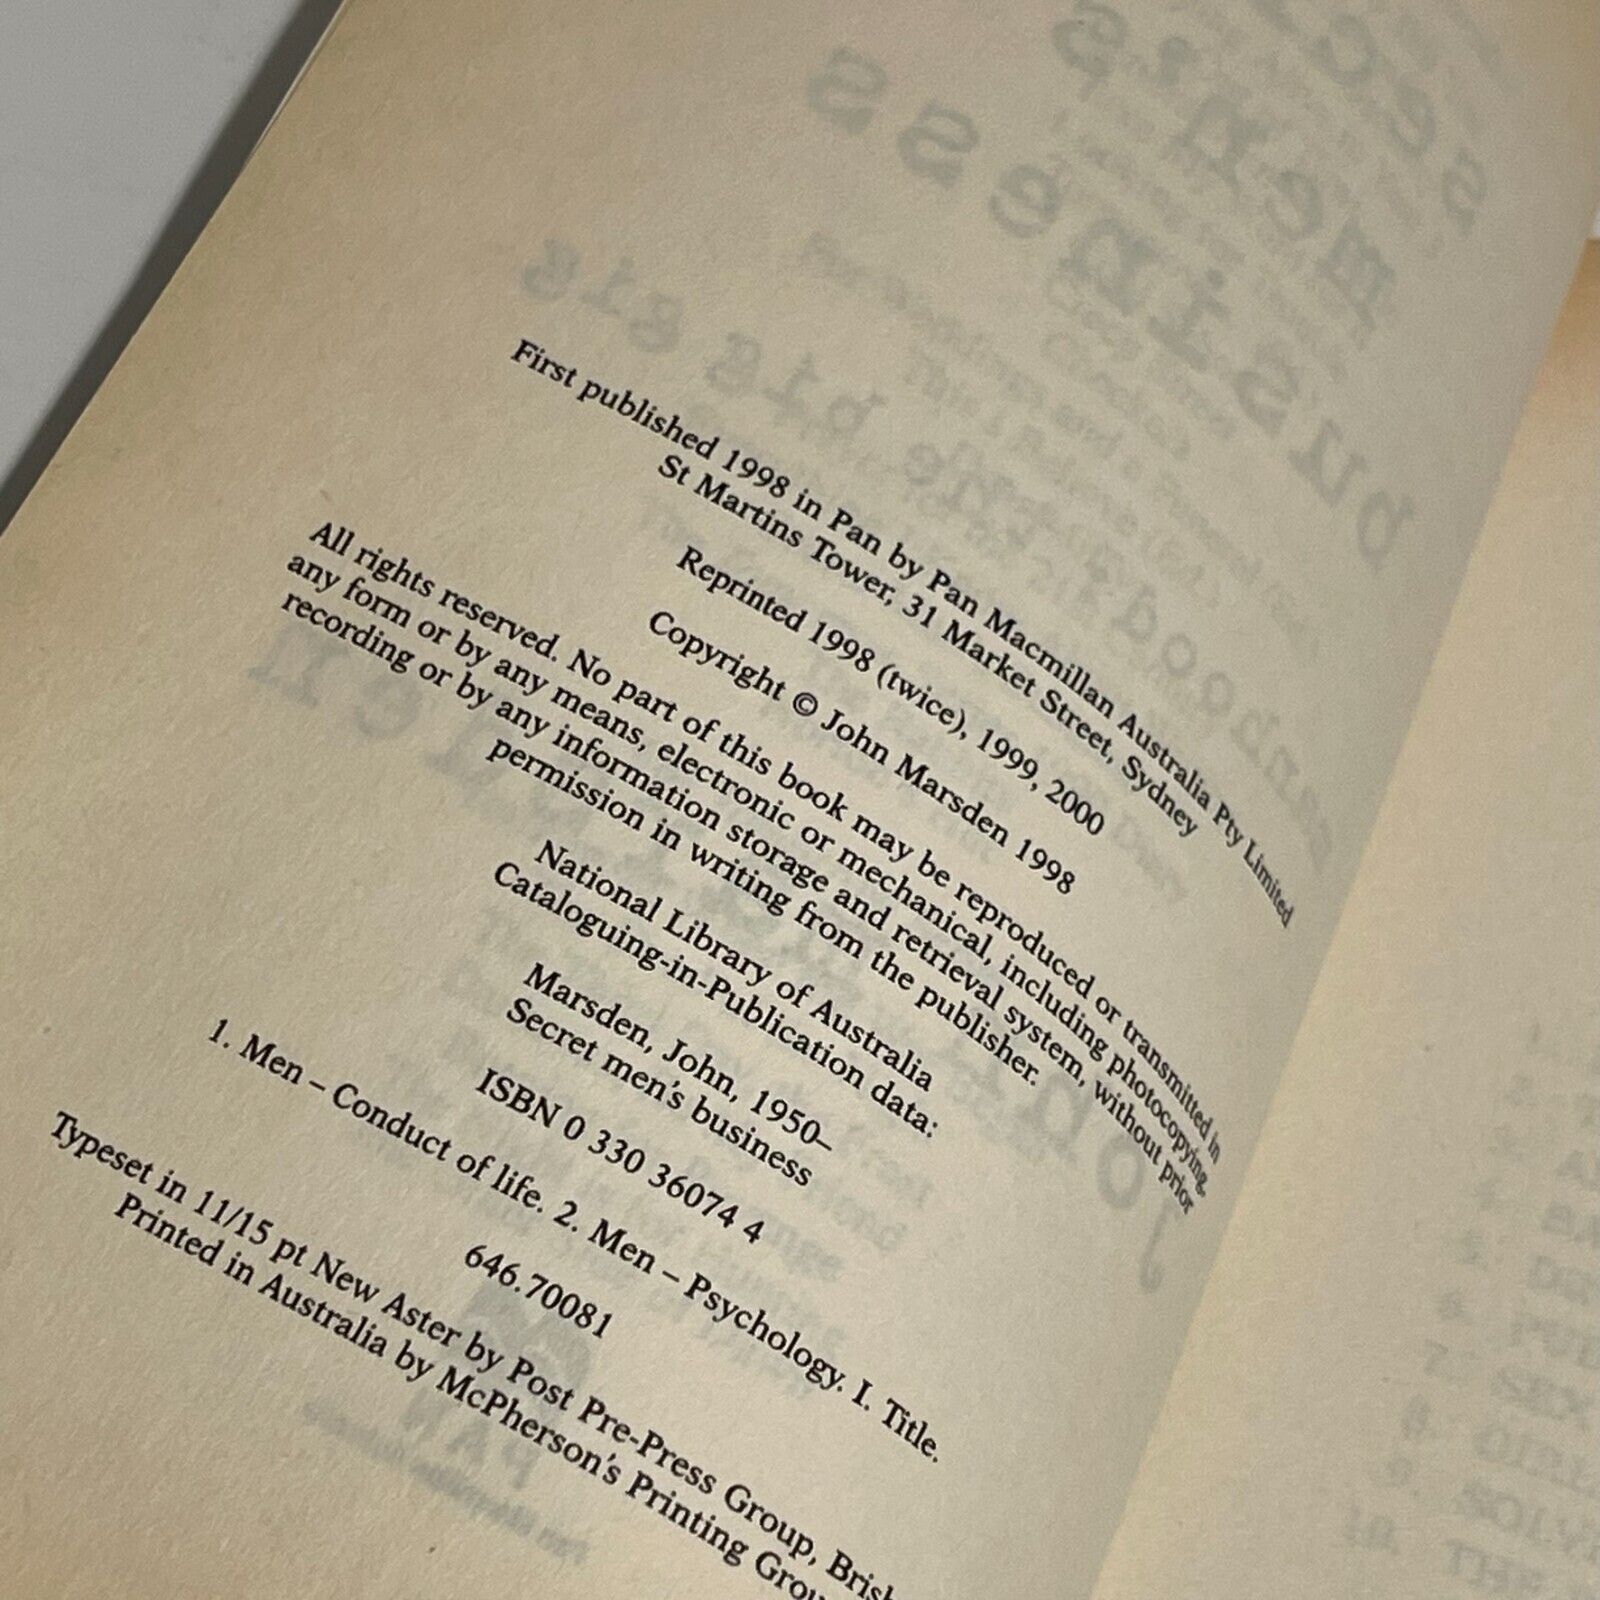 First published 1998 in Pan by Pan Macmillan Australia Pty Limited
St Martins Tower, 31 Market Street, Sydney
Reprinted 1998 (twice), 1999, 2000
Copyright © John Marsden 1998
All rights reserved. No part of this book may be reproduced or transmitted in
any form or by any means, electronic or mechanical, including photocopying,
recording or by any information storage and retrieval system, without prior
permission in writing from the publisher.
National Library of Australia
Cataloguing-in-Publication data:
Marsden, John, 1950–
Secret men's business
ISBN 0 330 36074 4
1. Men – Conduct of life. 2. Men – Psychology. I. Title.
646.70081
Typeset in 11/15 pt New Aster by Post Pre-Press Group,
Printed in Australia by McPherson's Printing